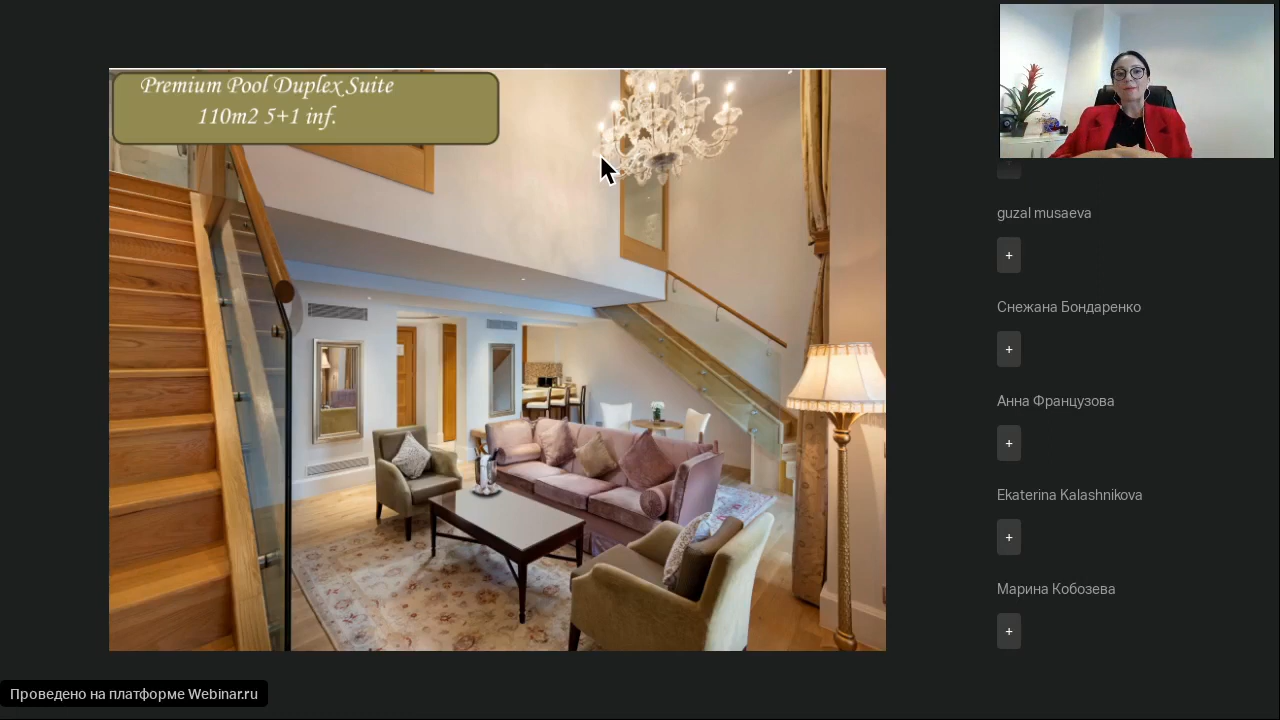 Premium Pool Duplex Suite
110m2 5+1 inf.
guzal musaeva
+
Снежана Бондаренко
+
Анна Французова
+
Ekaterina Kalashnikova
+
Марина Кобозева
+
Проведено на платформе Webinar.ru